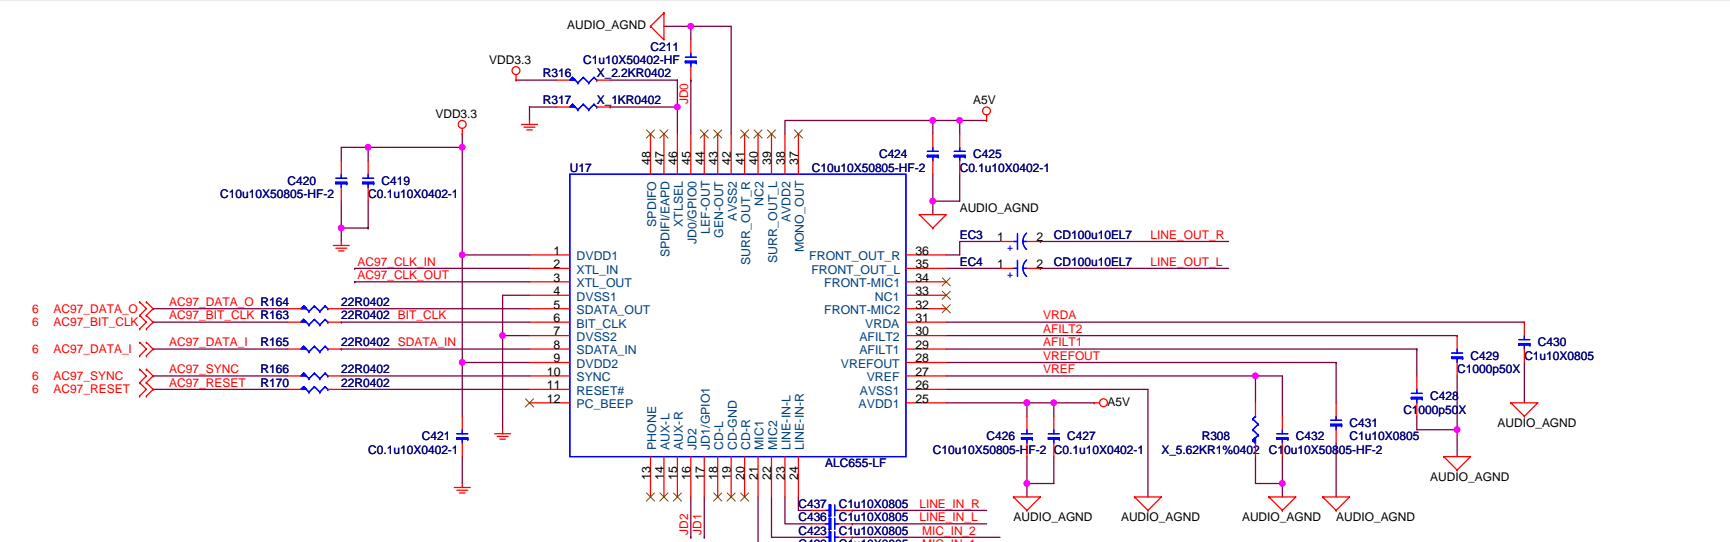 AUDIO_AGND
C211
C1u10X50402-HF
VDD3.3
R316 X_2.2KR0402
JD0
R317 X_1KR0402
A5V
VDD3.3
48 47 46 45 44 43 42 41 40 39 38 37
C424
C10u10X50805-HF-2
C425
C0.1u10X0402-1
U17
C420
C10u10X50805-HF-2
C419
C0.1u10X0402-1
SPDIFO
SPDIFI/EAPD
XTLSEL
JD0/GPIO0
LEF-OUT
GEN-OUT
AVSS2
SURR_OUT_R
NC2
SURR_OUT_L
AVDD2
MONO_OUT
AUDIO_AGND
EC3 1 2 CD100u10EL7 LINE_OUT_R
+
EC4 1 2 CD100u10EL7 LINE_OUT_L
+
1 DVDD1
AC97_CLK_IN 2 XTL_IN
AC97_CLK_OUT 3 XTL_OUT
4 DVSS1
6 AC97_DATA_O AC97_DATA_O R164 22R0402 5 SDATA_OUT
6 AC97_BIT_CLK AC97_BIT_CLK R163 22R0402 BIT_CLK 6 BIT_CLK
7 DVSS2
6 AC97_DATA_I AC97_DATA_I R165 22R0402 SDATA_IN 8 SDATA_IN
9 DVDD2
6 AC97_SYNC AC97_SYNC R166 22R0402 10 SYNC
6 AC97_RESET AC97_RESET R170 22R0402 11 RESET#
12 PC_BEEP
FRONT_OUT_R 36
FRONT_OUT_L 35
FRONT-MIC1 34
NC1 33
FRONT-MIC2 32
VRDA 31 VRDA
AFILT2 30 AFILT2
AFILT1 29 AFILT1
VREFOUT 28 VREFOUT
VREF 27 VREF
AVSS1 26
AVDD1 25 A5V
C430
C1u10X0805
C429
C1000p50X
C428
C1000p50X
AUDIO_AGND
C421
C0.1u10X0402-1
PHONE
AUX-L
AUX-R
JD2
JD1/GPIO1
CD-L
CD-GND
CD-R
MIC1
MIC2
LINE-IN-L
LINE-IN-R
C426
C10u10X50805-HF-2
C427
C0.1u10X0402-1
R308
X_5.62KR1%0402
C432
C10u10X50805-HF-2
C431
C1u10X0805
ALC655-LF
13 14 15 16 17 18 19 20 21 22 23 24
AUDIO_AGND
JD2
JD1
C437 C1u10X0805 LINE_IN_R
C436 C1u10X0805 LINE_IN_L
C423 C1u10X0805 MIC_IN_2
AUDIO_AGND AUDIO_AGND AUDIO_AGND AUDIO_AGND